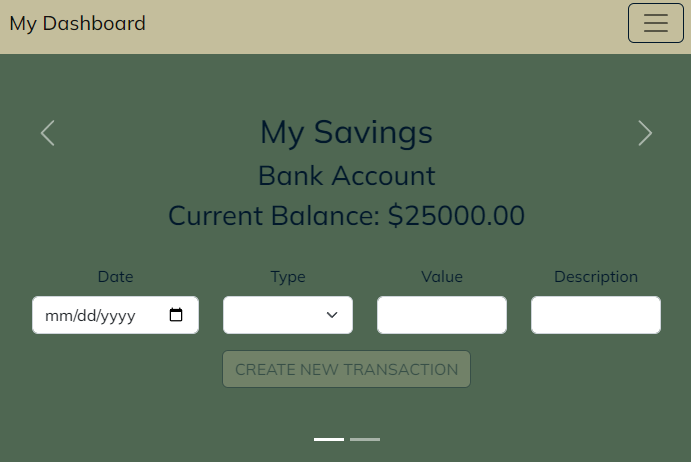 My Dashboard
My Savings
Bank Account
Current Balance: $25000.00
Date Type Value Description
mm/dd/yyyy
CREATE NEW TRANSACTION